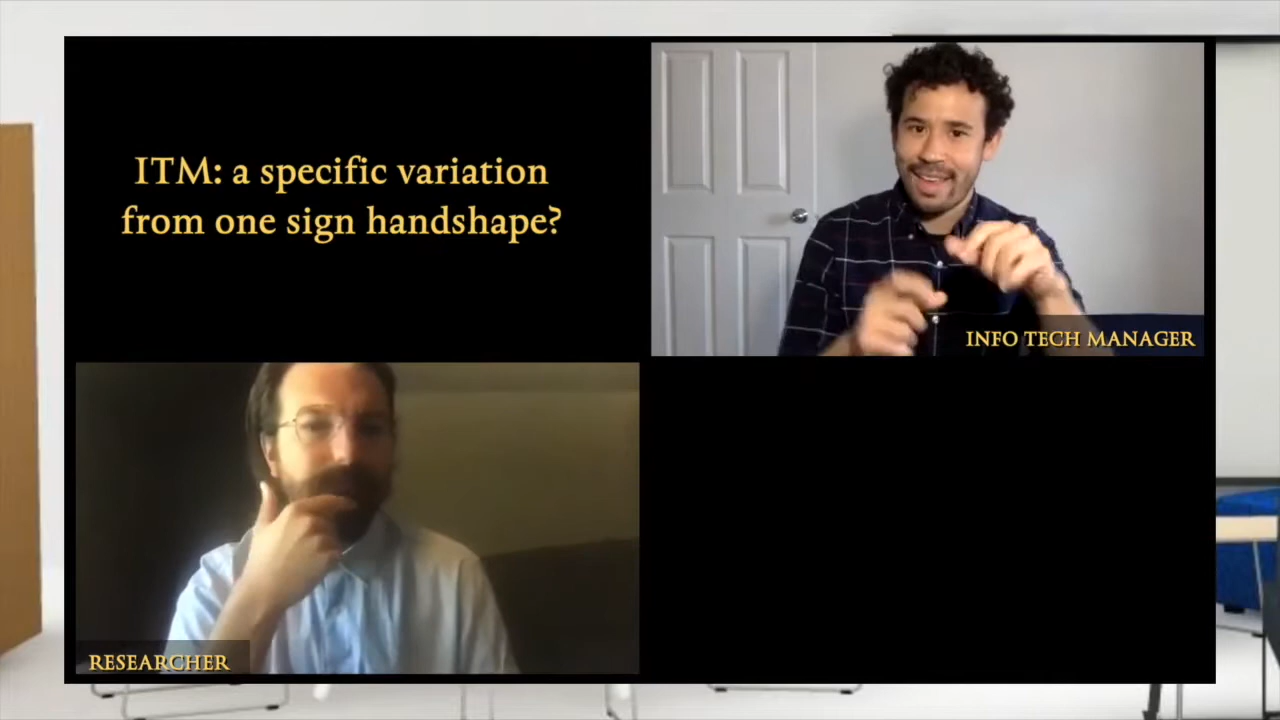 ITM: a specific variation
from one sign handshape?
INFO TECH MANAGER
RESEARCHER